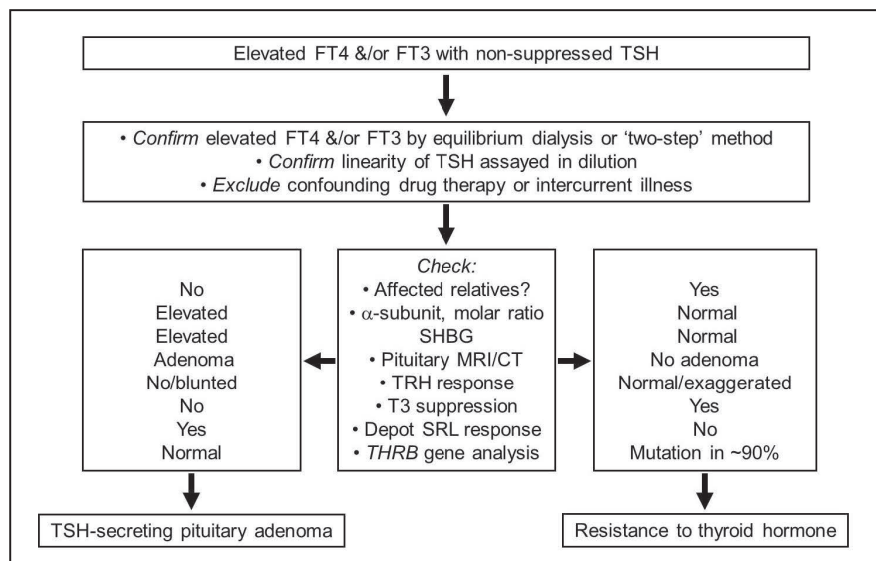 Elevated FT4 &/or FT3 with non-suppressed TSH
• Confirm elevated FT4 &/or FT3 by equilibrium dialysis or ‘two-step’ method
• Confirm linearity of TSH assayed in dilution
• Exclude confounding drug therapy or intercurrent illness
No
Elevated
Elevated
Adenoma
No/blunted
No
Yes
Normal
Check:
• Affected relatives?
• α-subunit, molar ratio
SHBG
• Pituitary MRI/CT
• TRH response
• T3 suppression
• Depot SRL response
• THRB gene analysis
Yes
Normal
Normal
No adenoma
Normal/exaggerated
Yes
No
Mutation in ~90%
TSH-secreting pituitary adenoma
Resistance to thyroid hormone